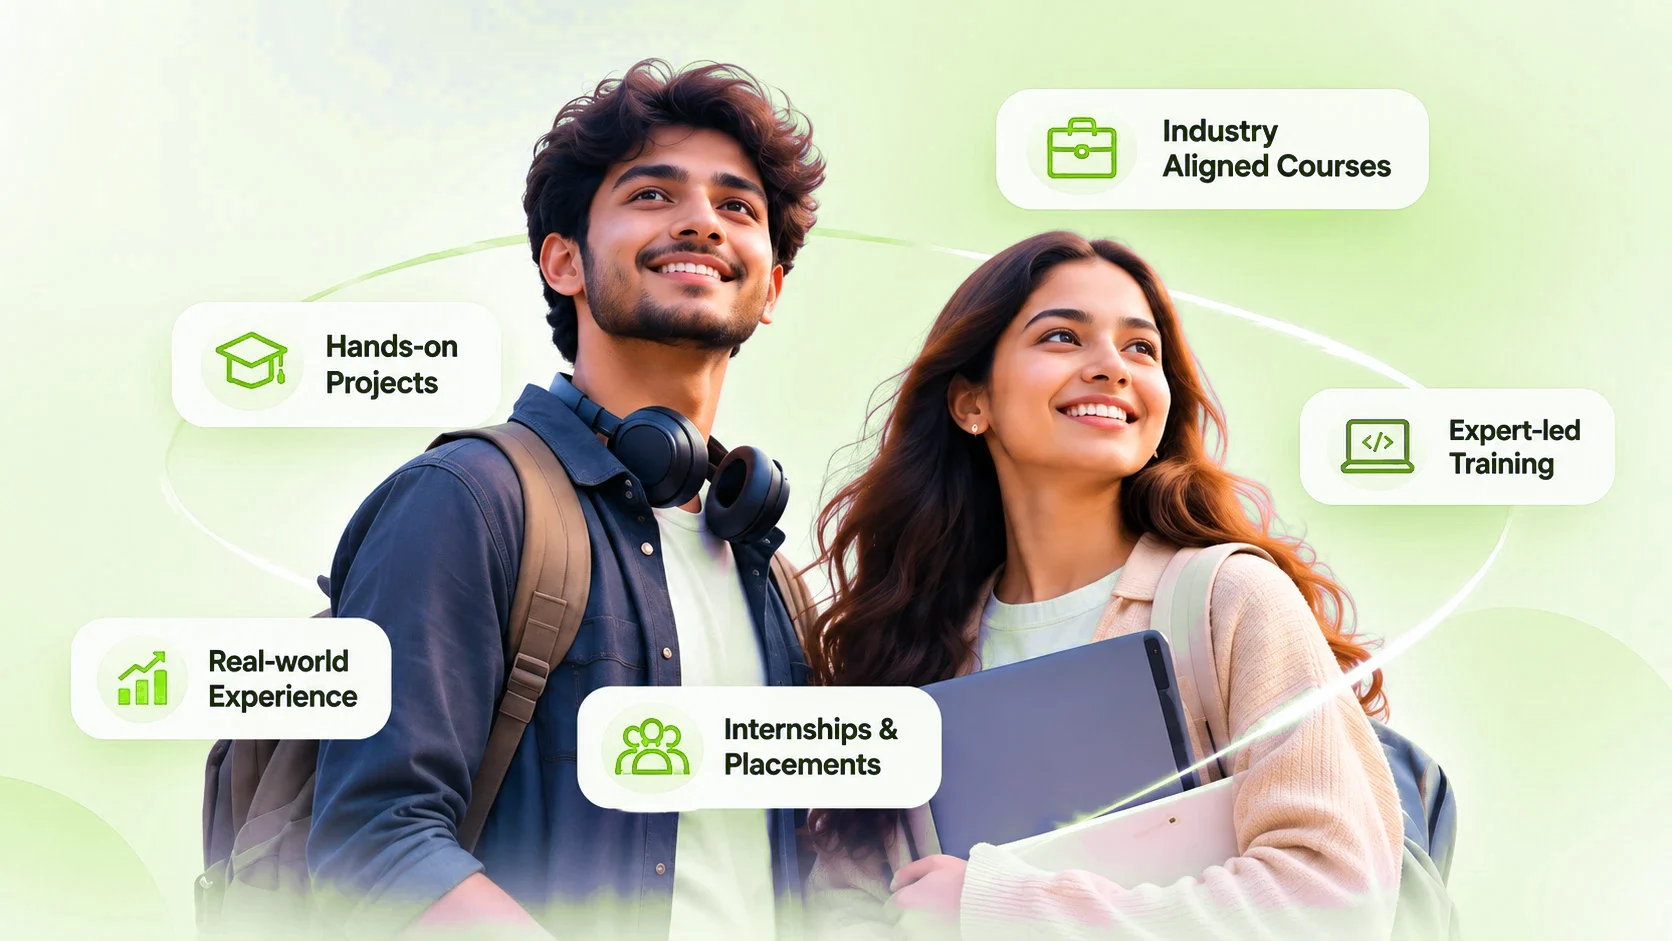 Industry
Aligned Courses
Hands-on
Projects
Expert-led
Training
Real-world
Experience
Internships &
Placements